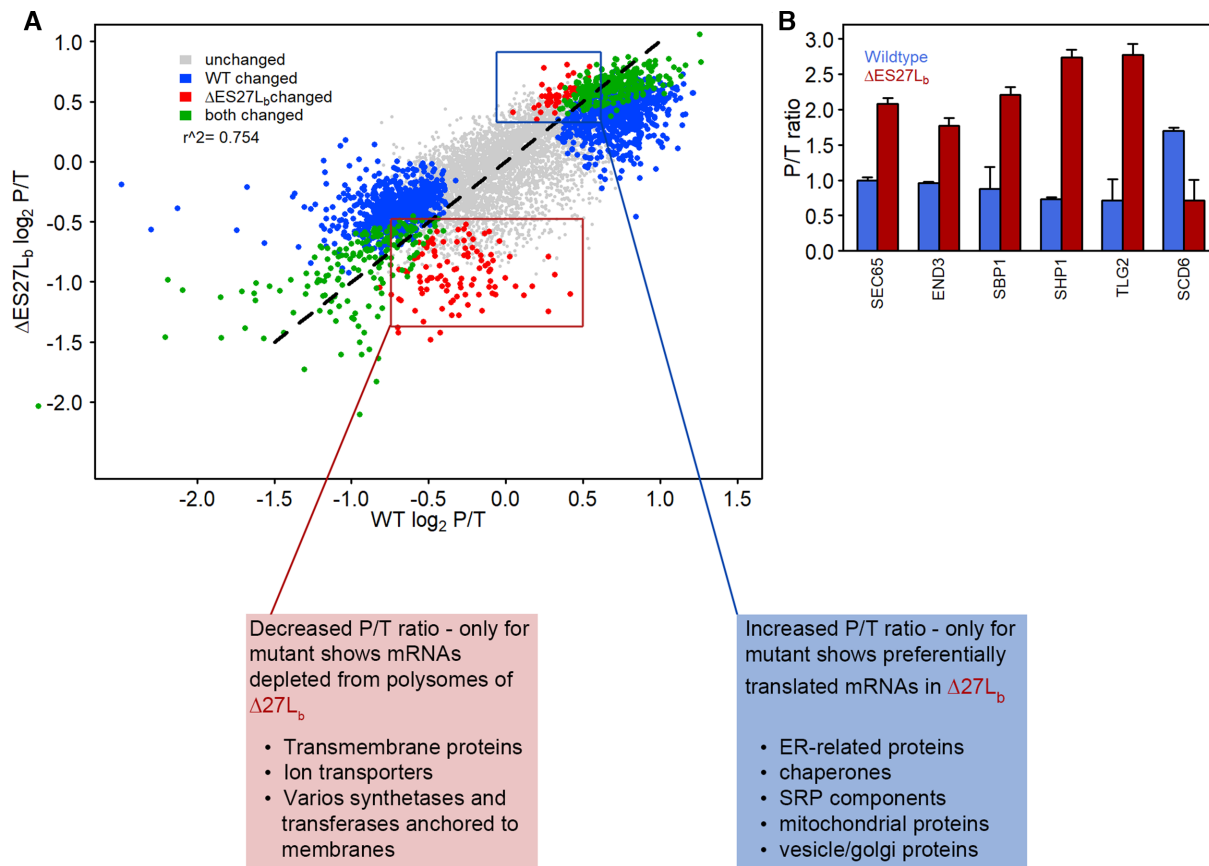 A
1.0
0.5
0.0
-0.5
-1.0
-1.5
-2.0
ΔES27Lb log2 P/T
unchanged
WT changed
ΔES27Lbchanged
both changed
r^2= 0.754
-2.0 -1.5 -1.0 -0.5 0.0 0.5 1.0 1.5
WT log2 P/T
B
3.0
2.5
2.0
1.5
1.0
0.5
0.0
P/T ratio
Wildtype
ΔES27Lb
SEC65 END3 SBP1 SHP1 TLG2 SCD6
Decreased P/T ratio - only for
mutant shows mRNAs
depleted from polysomes of
Δ27Lb
• Transmembrane proteins
• Ion transporters
• Varios synthetases and
transferases anchored to
membranes
Increased P/T ratio - only for
mutant shows preferentially
translated mRNAs in Δ27Lb
• ER-related proteins
• chaperones
• SRP components
• mitochondrial proteins
• vesicle/golgi proteins